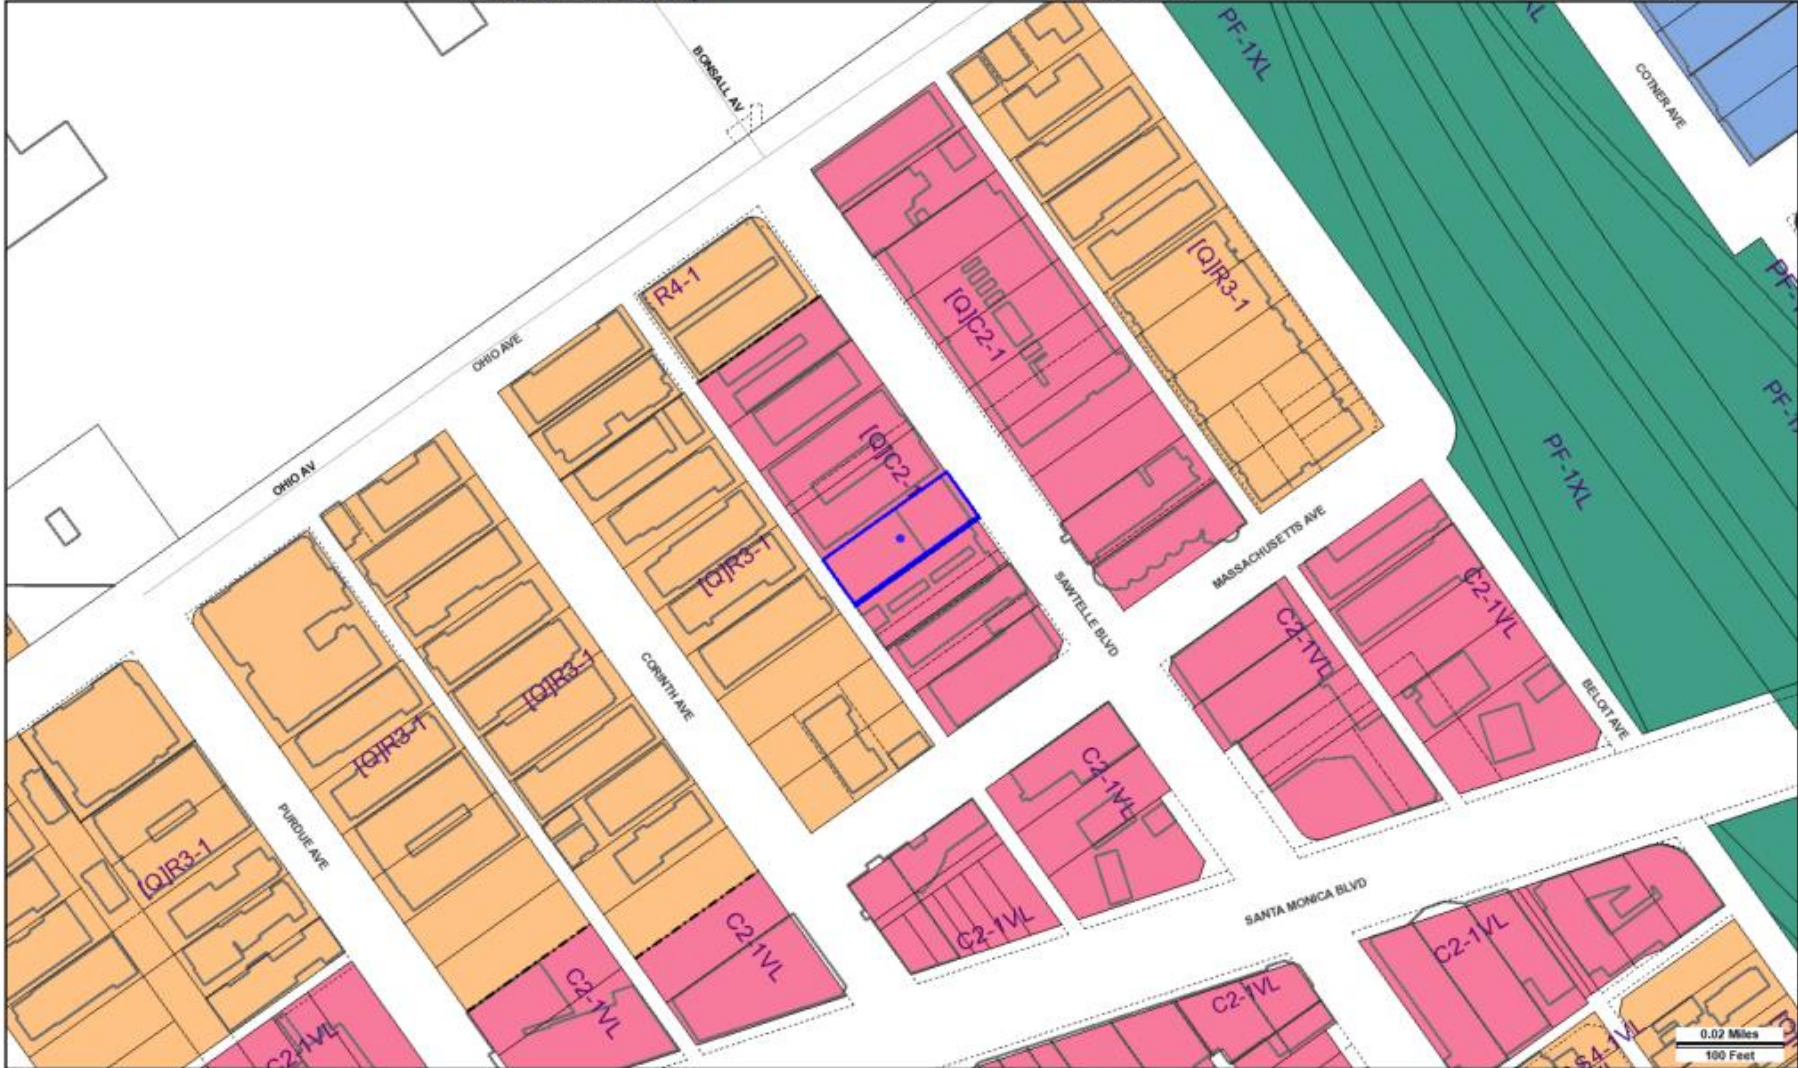 PF-1XL
BONSALL AV
COTNER AVE
[Q]R3-1
R4-1
[Q]C2-1
OHIO AVE
PF-1XL
[Q]C2-1
OHIO AV
MASSACHUSETTS AVE
[Q]R3-1
SAWTELLE BLVD
C2-1VL
C2-1VL
[Q]R3-1
CORINTH AVE
BELOIT AVE
[Q]R3-1
C2-1VL
PURDUE AVE
[Q]R3-1
SANTA MONICA BLVD
C2-1VL
C2-1VL
C2-1VL
C2-1VL
C2-1VL
C2-1VL
0.02 Miles
100 Feet